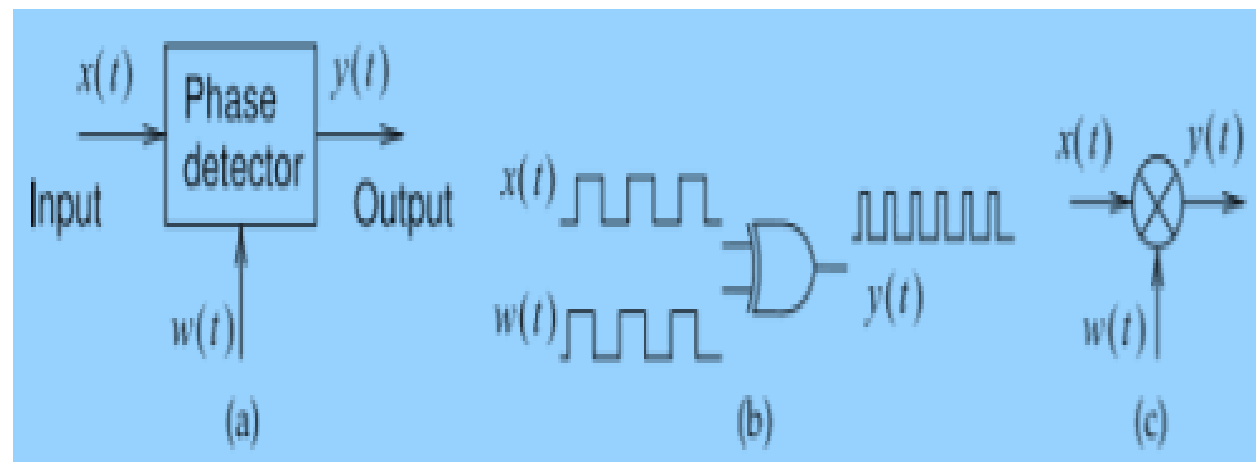 x(t)
Phase
detector
y(t)
Input
Output
w(t)
(a)
x(t)
w(t)
y(t)
(b)
x(t)
y(t)
w(t)
(c)